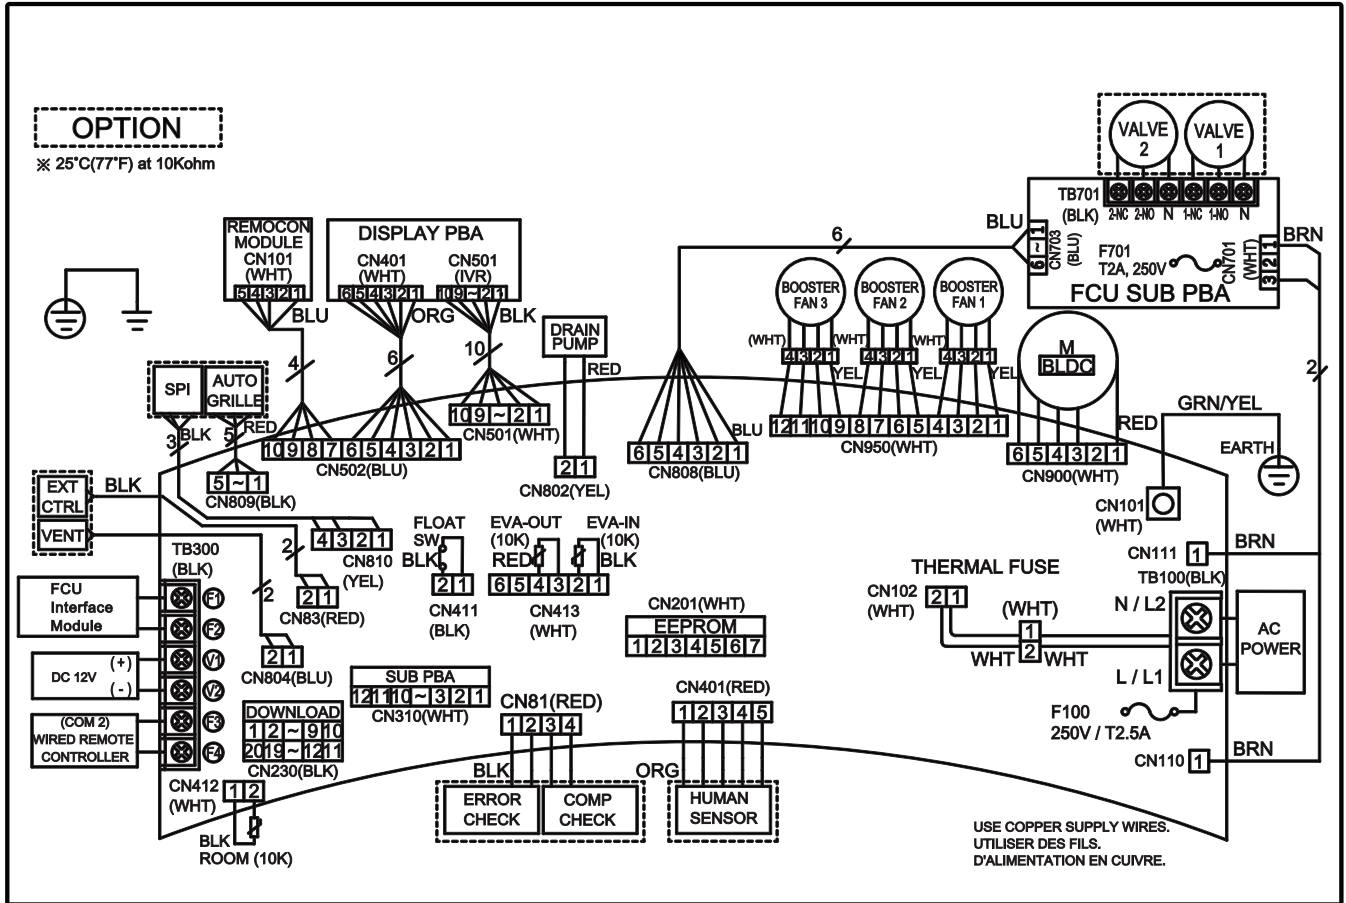 OPTION
※ 25°C(77°F) at 10Kohm
VALVE 2
VALVE 1
TB701
(BLK)
2-NC 2-NO N 1-NC 1-NO N
BLU
1 ~ 6
CN703
(BLU)
F701
T2A, 250V
CN701
(WHT)
1 2 3
BRN
FCU SUB PBA
6
2
REMOCON
MODULE
CN101
(WHT)
5 4 3 2 1
BLU
4
DISPLAY PBA
CN401
(WHT)
6 5 4 3 2 1
ORG
6
CN501
(IVR)
10 9 ~ 2 1
BLK
10
DRAIN
PUMP
RED
BOOSTER
FAN 3
BOOSTER
FAN 2
BOOSTER
FAN 1
(WHT) 4 3 2 1 YEL
(WHT) 4 3 2 1 YEL
(WHT) 4 3 2 1 YEL
M
BLDC
RED
SPI
AUTO
GRILLE
3
BLK
5
RED
10 9 8 7 6 5 4 3 2 1
CN502(BLU)
10 9 ~ 2 1
CN501(WHT)
2 1
CN802(YEL)
BLU
6 5 4 3 2 1
CN808(BLU)
12 11 10 9 8 7 6 5 4 3 2 1
CN950(WHT)
6 5 4 3 2 1
CN900(WHT)
GRN/YEL
EARTH
CN101
(WHT)
5 ~ 1
CN809(BLK)
EXT
CTRL
BLK
VENT
4 3 2 1
CN810
(YEL)
2
2 1
CN83(RED)
2
2 1
CN804(BLU)
FLOAT
SW
BLK
2 1
CN411
(BLK)
EVA-OUT
(10K)
RED
EVA-IN
(10K)
BLK
6 5 4 3 2 1
CN413
(WHT)
TB300
(BLK)
FCU
Interface
Module
F1
F2
DC 12V
(+)
(-)
V1
V2
(COM 2)
WIRED REMOTE
CONTROLLER
F3
F4
CN201(WHT)
EEPROM
1 2 3 4 5 6 7
THERMAL FUSE
CN102
(WHT)
2 1
(WHT)
1
2
WHT
WHT
CN111
1
BRN
TB100(BLK)
N / L2
L / L1
AC
POWER
F100
250V / T2.5A
CN110
1
BRN
SUB PBA
12 11 10 ~ 3 2 1
CN310(WHT)
DOWNLOAD
1 2 ~ 9 10
20 19 ~ 12 11
CN230(BLK)
CN81(RED)
1 2 3 4
BLK
ERROR
CHECK
COMP
CHECK
CN401(RED)
1 2 3 4 5
ORG
HUMAN
SENSOR
CN412
(WHT)
1 2
BLK
ROOM (10K)
USE COPPER SUPPLY WIRES.
UTILISER DES FILS.
D'ALIMENTATION EN CUIVRE.